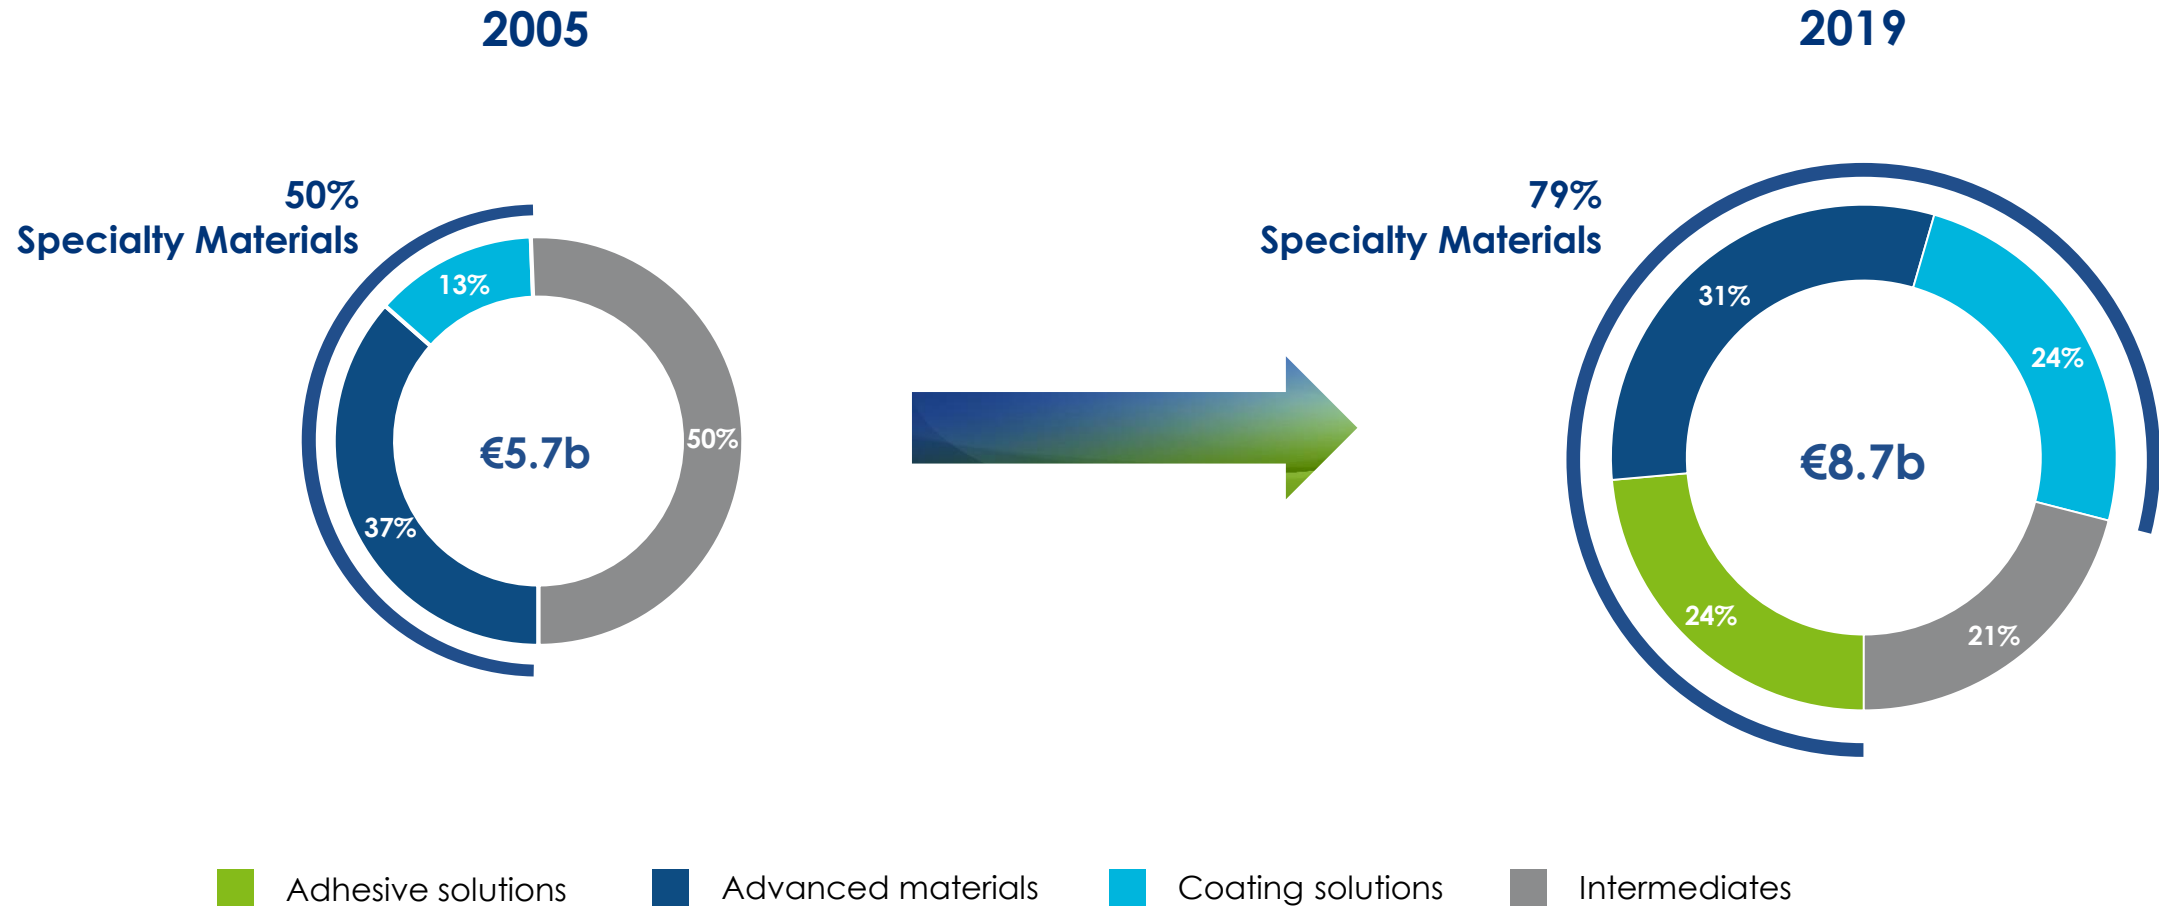 2005
50%
Specialty Materials
13%
50%
37%
€5.7b
2019
79%
Specialty Materials
31%
24%
24%
21%
€8.7b
Adhesive solutions
Advanced materials
Coating solutions
Intermediates